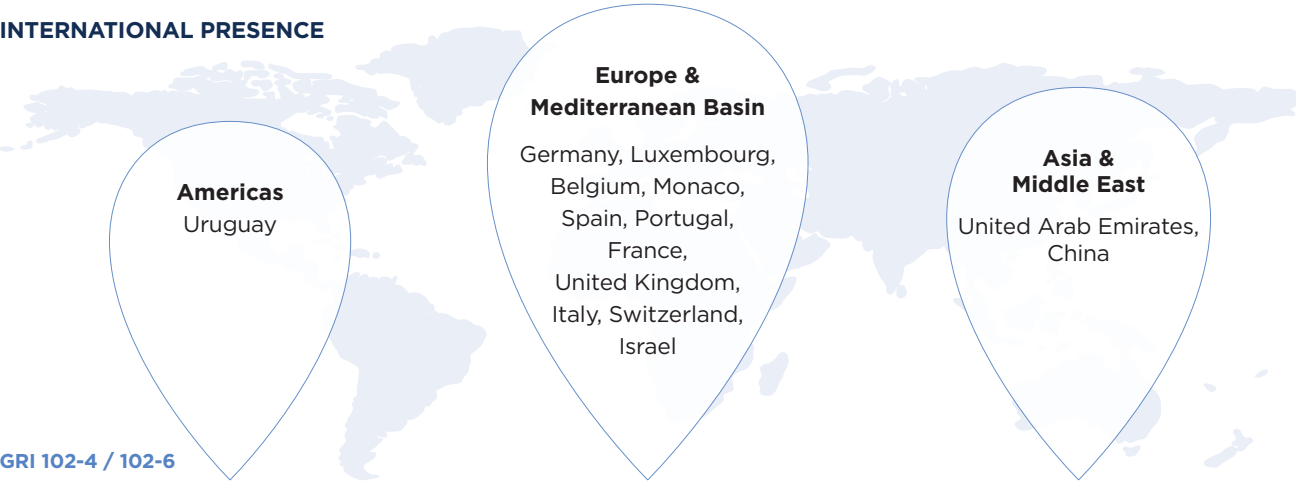 INTERNATIONAL PRESENCE
Americas
Uruguay
Europe &
Mediterranean Basin
Germany, Luxembourg,
Belgium, Monaco,
Spain, Portugal,
France,
United Kingdom,
Italy, Switzerland,
Israel
Asia &
Middle East
United Arab Emirates,
China
GRI 102-4 / 102-6